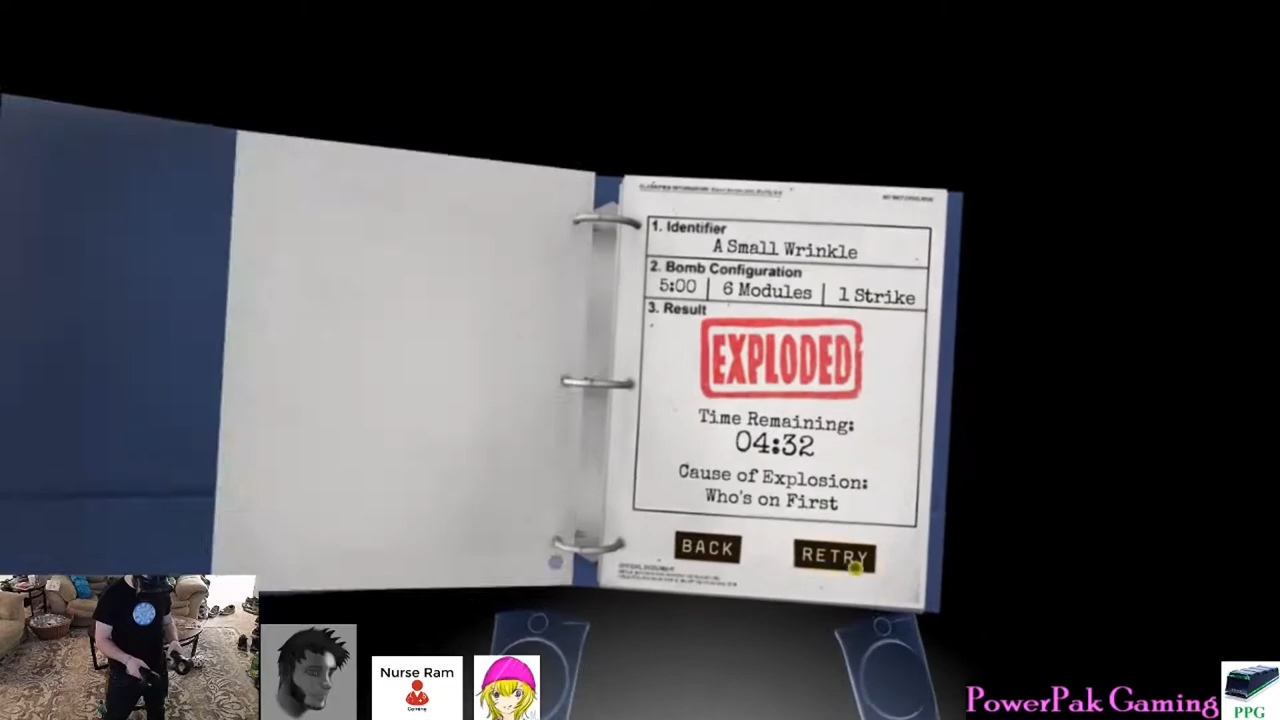 1. Identifier
A Small Wrinkle
2. Bomb Configuration
5:00 | 6 Modules | 1 Strike
3. Result
EXPLODED
Time Remaining:
04:32
Cause of Explosion:
Who's on First
BACK
RETRY
Nurse Ram
PowerPak Gaming
PPG